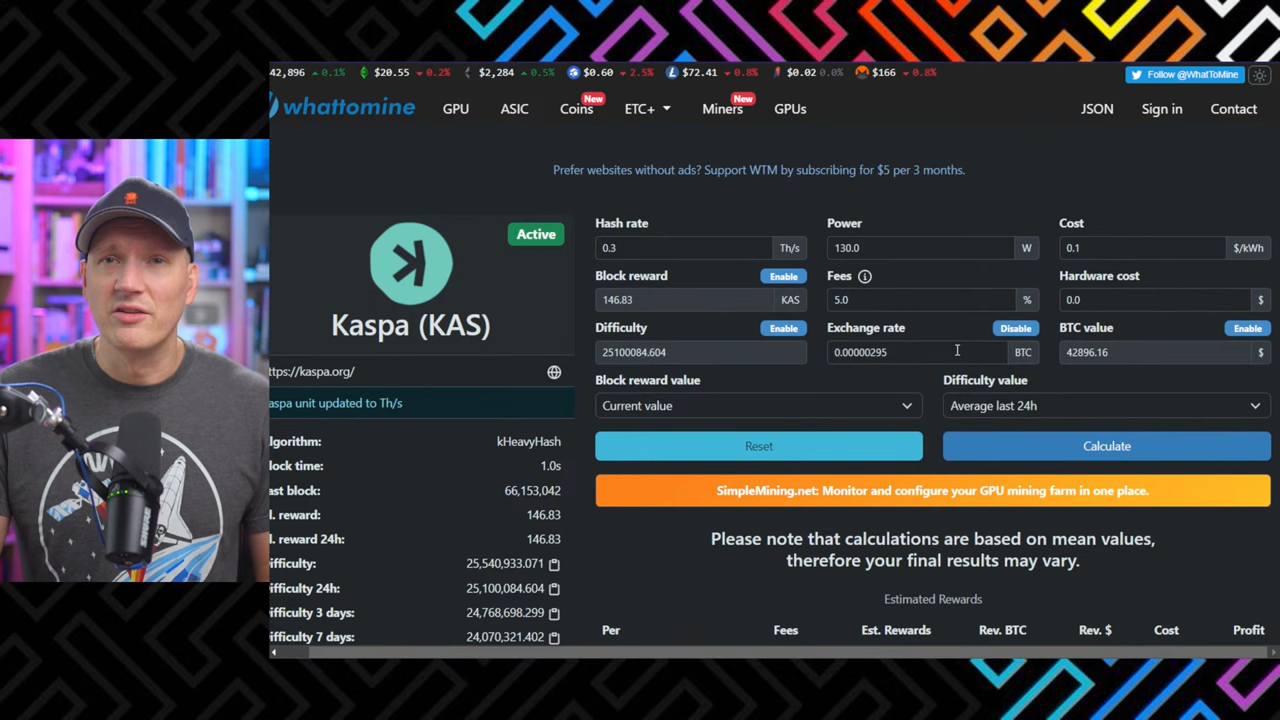 42,896 0.1% $20.55 0.2% $2,284 0.5% $0.60 2.5% $72.41 0.8% $0.02 0.0% $166 0.8%
Follow @WhatToMine
whattomine GPU ASIC Coins New ETC+ Miners New GPUs JSON Sign in Contact
Prefer websites without ads? Support WTM by subscribing for $5 per 3 months.
Active
Kaspa (KAS)
ttps://kaspa.org/
aspa unit updated to Th/s
lgorithm: kHeavyHash
lock time: 1.0s
ast block: 66,153,042
l. reward: 146.83
l. reward 24h: 146.83
ifficulty: 25,540,933.071
ifficulty 24h: 25,100,084.604
ifficulty 3 days: 24,768,698.299
ifficulty 7 days: 24,070,321.402
Hash rate Power Cost
0.3 Th/s 130.0 W 0.1 $/kWh
Block reward Enable Fees Hardware cost
146.83 KAS 5.0 % 0.0 $
Difficulty Enable Exchange rate Disable BTC value Enable
25100084.604 0.00000295 BTC 42896.16 $
Block reward value Difficulty value
Current value Average last 24h
Reset Calculate
SimpleMining.net: Monitor and configure your GPU mining farm in one place.
Please note that calculations are based on mean values,
therefore your final results may vary.
Estimated Rewards
Per Fees Est. Rewards Rev. BTC Rev. $ Cost Profit
SHURE